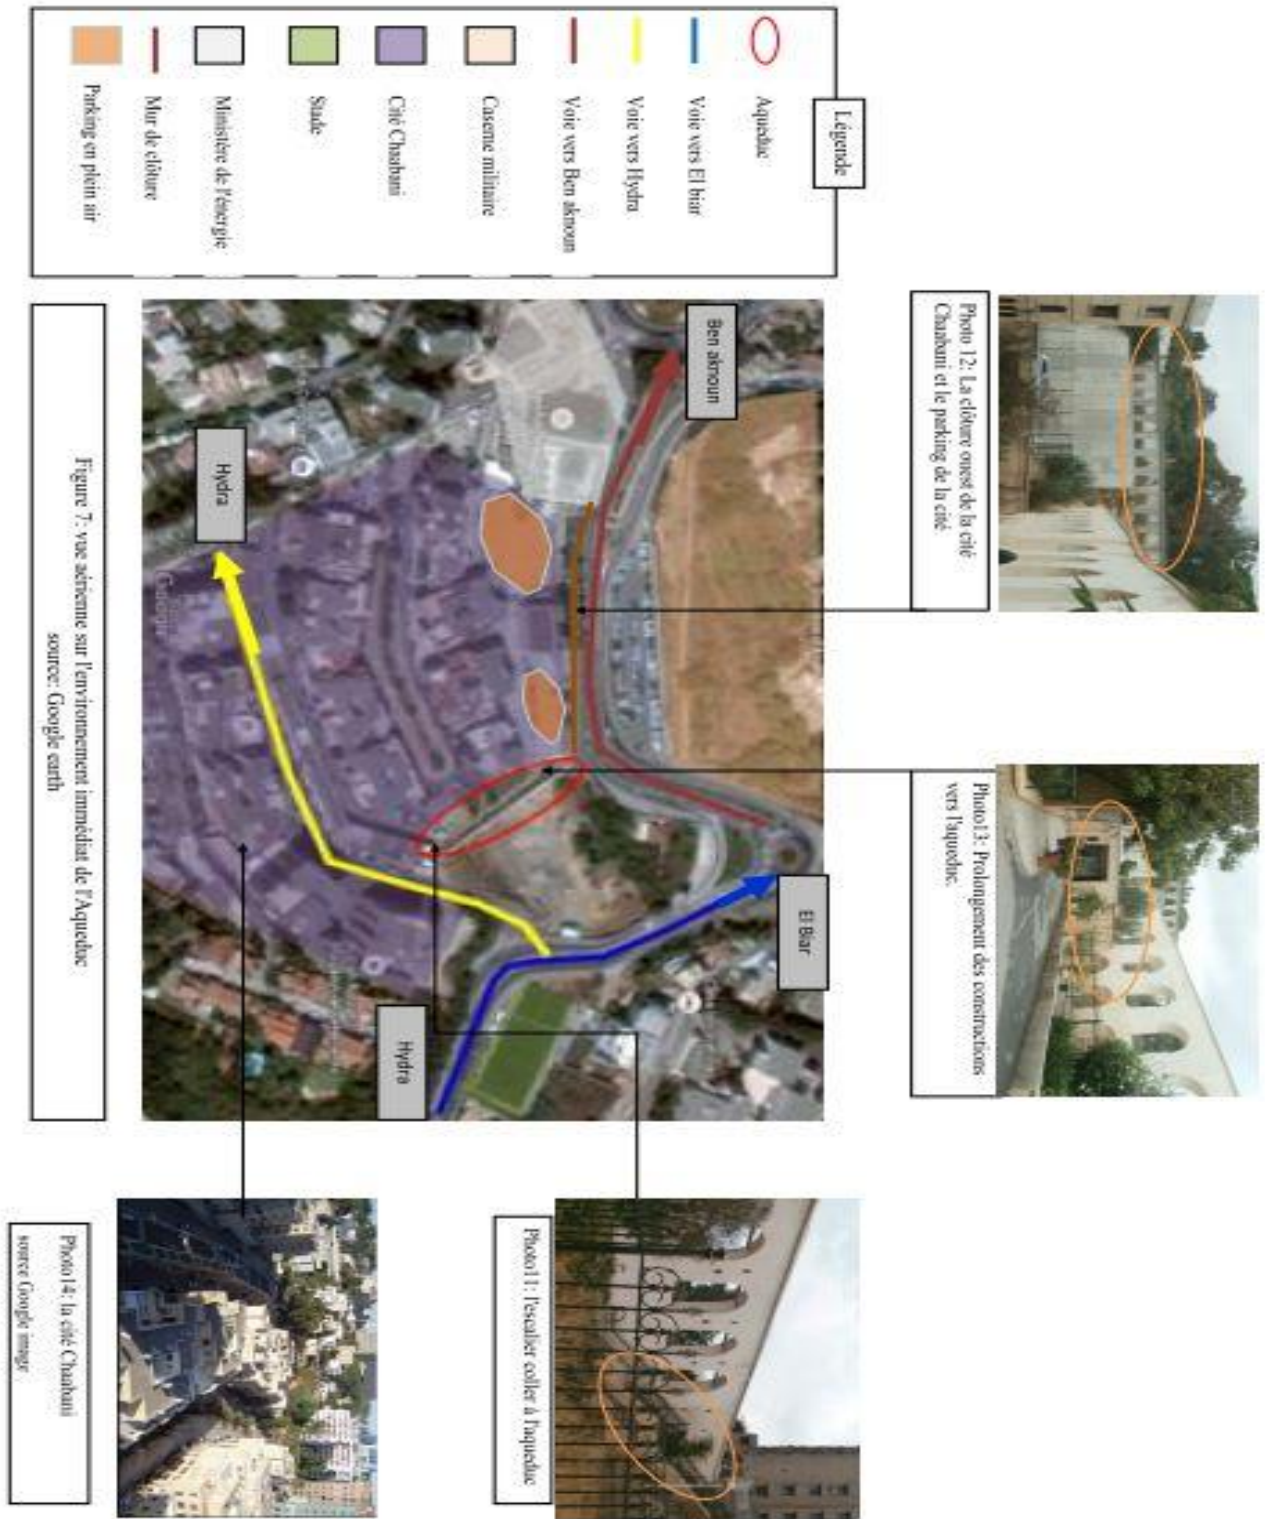 Légende
Aqueduc
Voie vers El biar
Voie vers Hydra
Voie vers Ben aknoun
Caserne militaire
Cité Chaabani
Stade
Ministère de l'énergie
Mur de clôture
Parking en plein air
Photo 12: La clôture ouest de la cité
Chaabani et le parking de la cité.
Photo13: Prolongement des constructions
vers l'aqueduc.
Ben aknoun
El Biar
Hydra
Hydra
Google
Figure 7: vue aérienne sur l'environnement immédiat de l'Aqueduc
source: Google earth
Photo11: l'escalier coller à l'aqueduc
Photo14: la cité Chaabani
source Google image